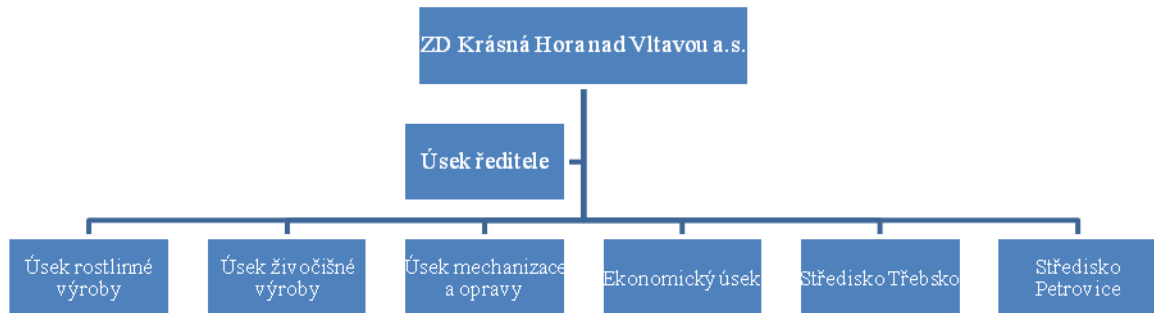 ZD Krásná Hora nad Vltavou a.s.
Úsek ředitele
Úsek rostlinné
výroby
Úsek živočišné
výroby
Úsek mechanizace
a opravy
Ekonomický úsek
Středisko Třebsko
Středisko
Petrovice